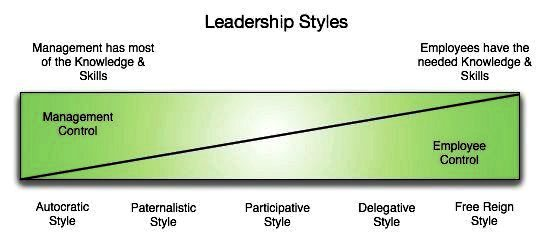 Leadership Styles
Management has most
of the Knowledge &
Skills
Employees have the
needed Knowledge &
Skills
Management
Control
Employee
Control
Autocratic
Style
Paternalistic
Style
Participative
Style
Delegative
Style
Free Reign
Style